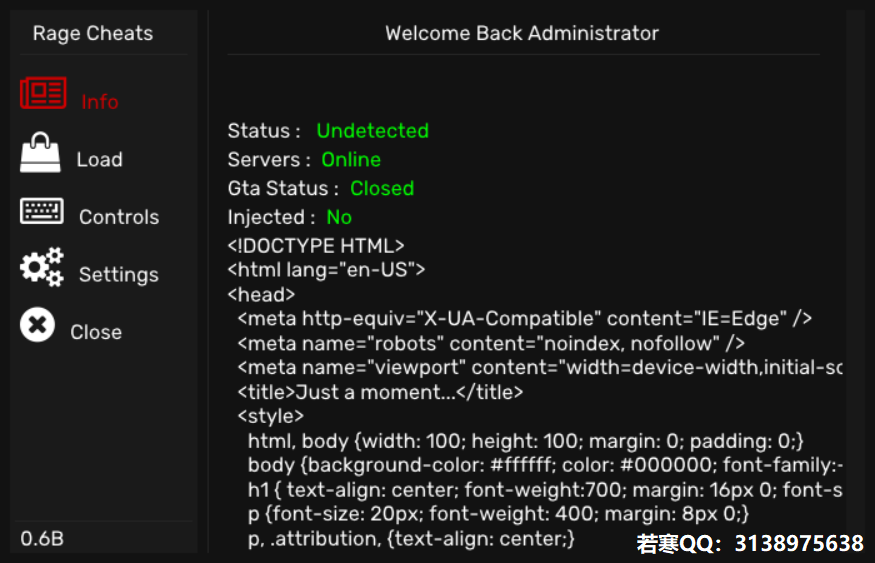 Rage Cheats
Info
Load
Controls
Settings
Close
0.6B
Welcome Back Administrator
Status : Undetected
Servers : Online
Gta Status : Closed
Injected : No
<!DOCTYPE HTML>
<html lang="en-US">
<head>
<meta http-equiv="X-UA-Compatible" content="IE=Edge" />
<meta name="robots" content="noindex, nofollow" />
<meta name="viewport" content="width=device-width,initial-sc
<title>Just a moment...</title>
<style>
html, body {width: 100; height: 100; margin: 0; padding: 0;}
body {background-color: #ffffff; color: #000000; font-family:-
h1 { text-align: center; font-weight:700; margin: 16px 0; font-s
p {font-size: 20px; font-weight: 400; margin: 8px 0;}
p, .attribution, {text-align: center;}
若寒QQ：3138975638